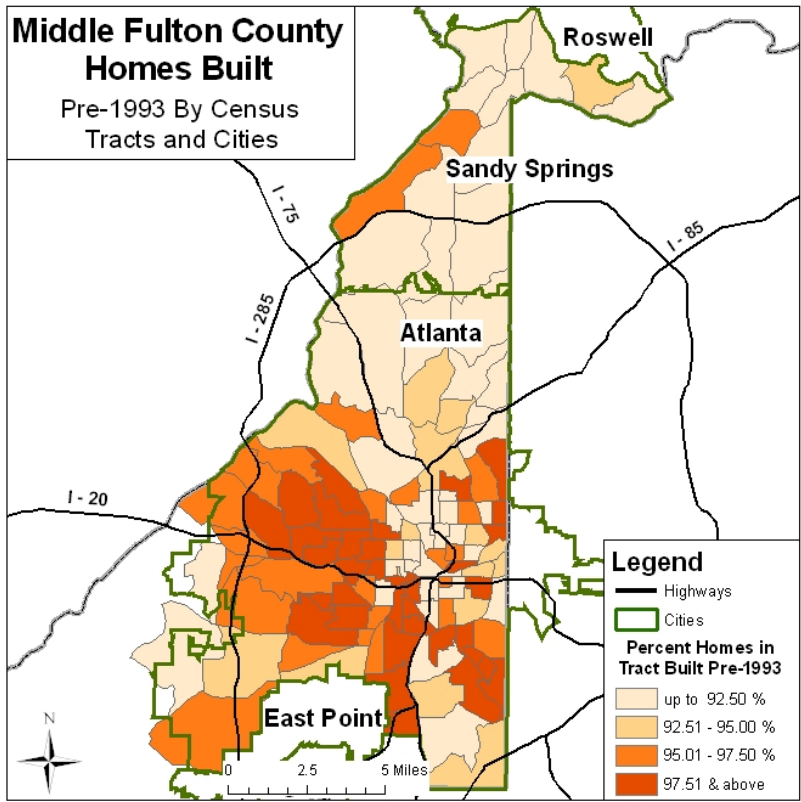 Middle Fulton County
Homes Built
Pre-1993 By Census
Tracts and Cities
Roswell
Sandy Springs
I - 75
I - 85
I - 285
Atlanta
I - 20
East Point
N
0 2.5 5 Miles
Legend
Highways
Cities
Percent Homes in
Tract Built Pre-1993
up to 92.50 %
92.51 - 95.00 %
95.01 - 97.50 %
97.51 & above